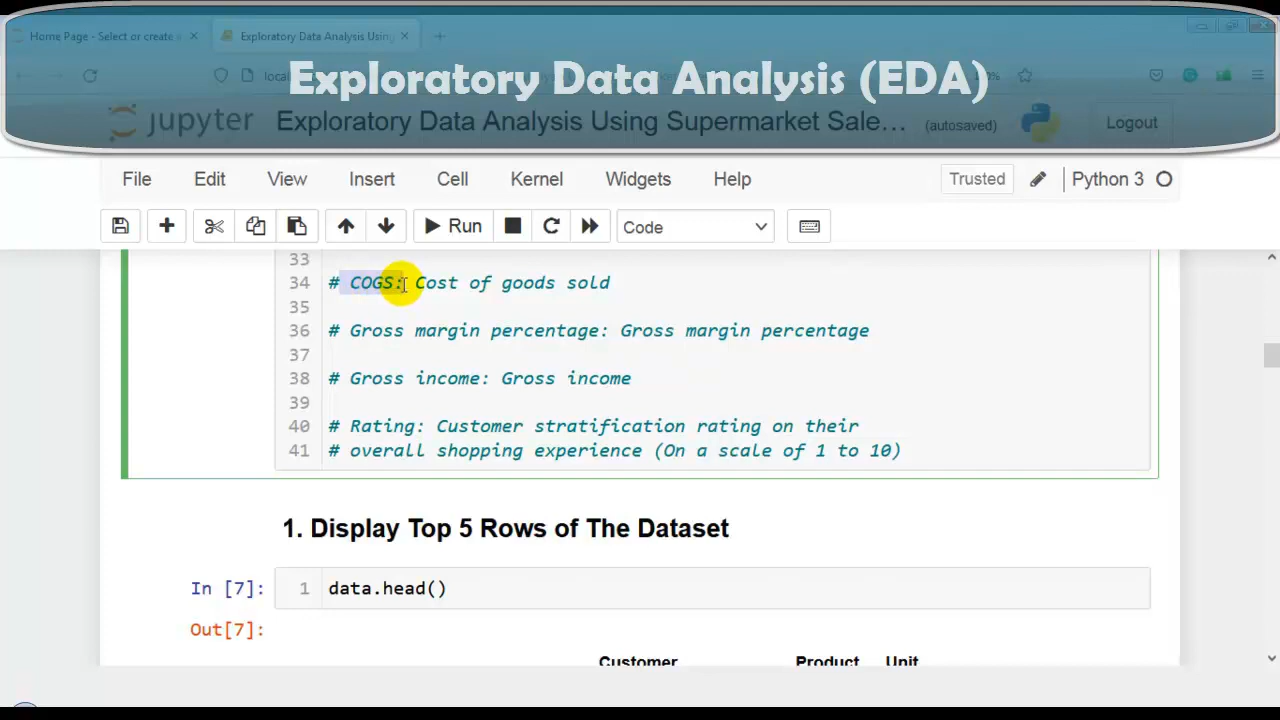 Home Page - Select or create
Exploratory Data Analysis Using
Exploratory Data Analysis (EDA)
jupyter Exploratory Data Analysis Using Supermarket Sale... (autosaved) Logout
File Edit View Insert Cell Kernel Widgets Help Trusted Python 3
Run Code
33
34 # COGS: Cost of goods sold
35
36 # Gross margin percentage: Gross margin percentage
37
38 # Gross income: Gross income
39
40 # Rating: Customer stratification rating on their
41 # overall shopping experience (On a scale of 1 to 10)
1. Display Top 5 Rows of The Dataset
In [7]: 1 data.head()
Out[7]:
Customer Product Unit